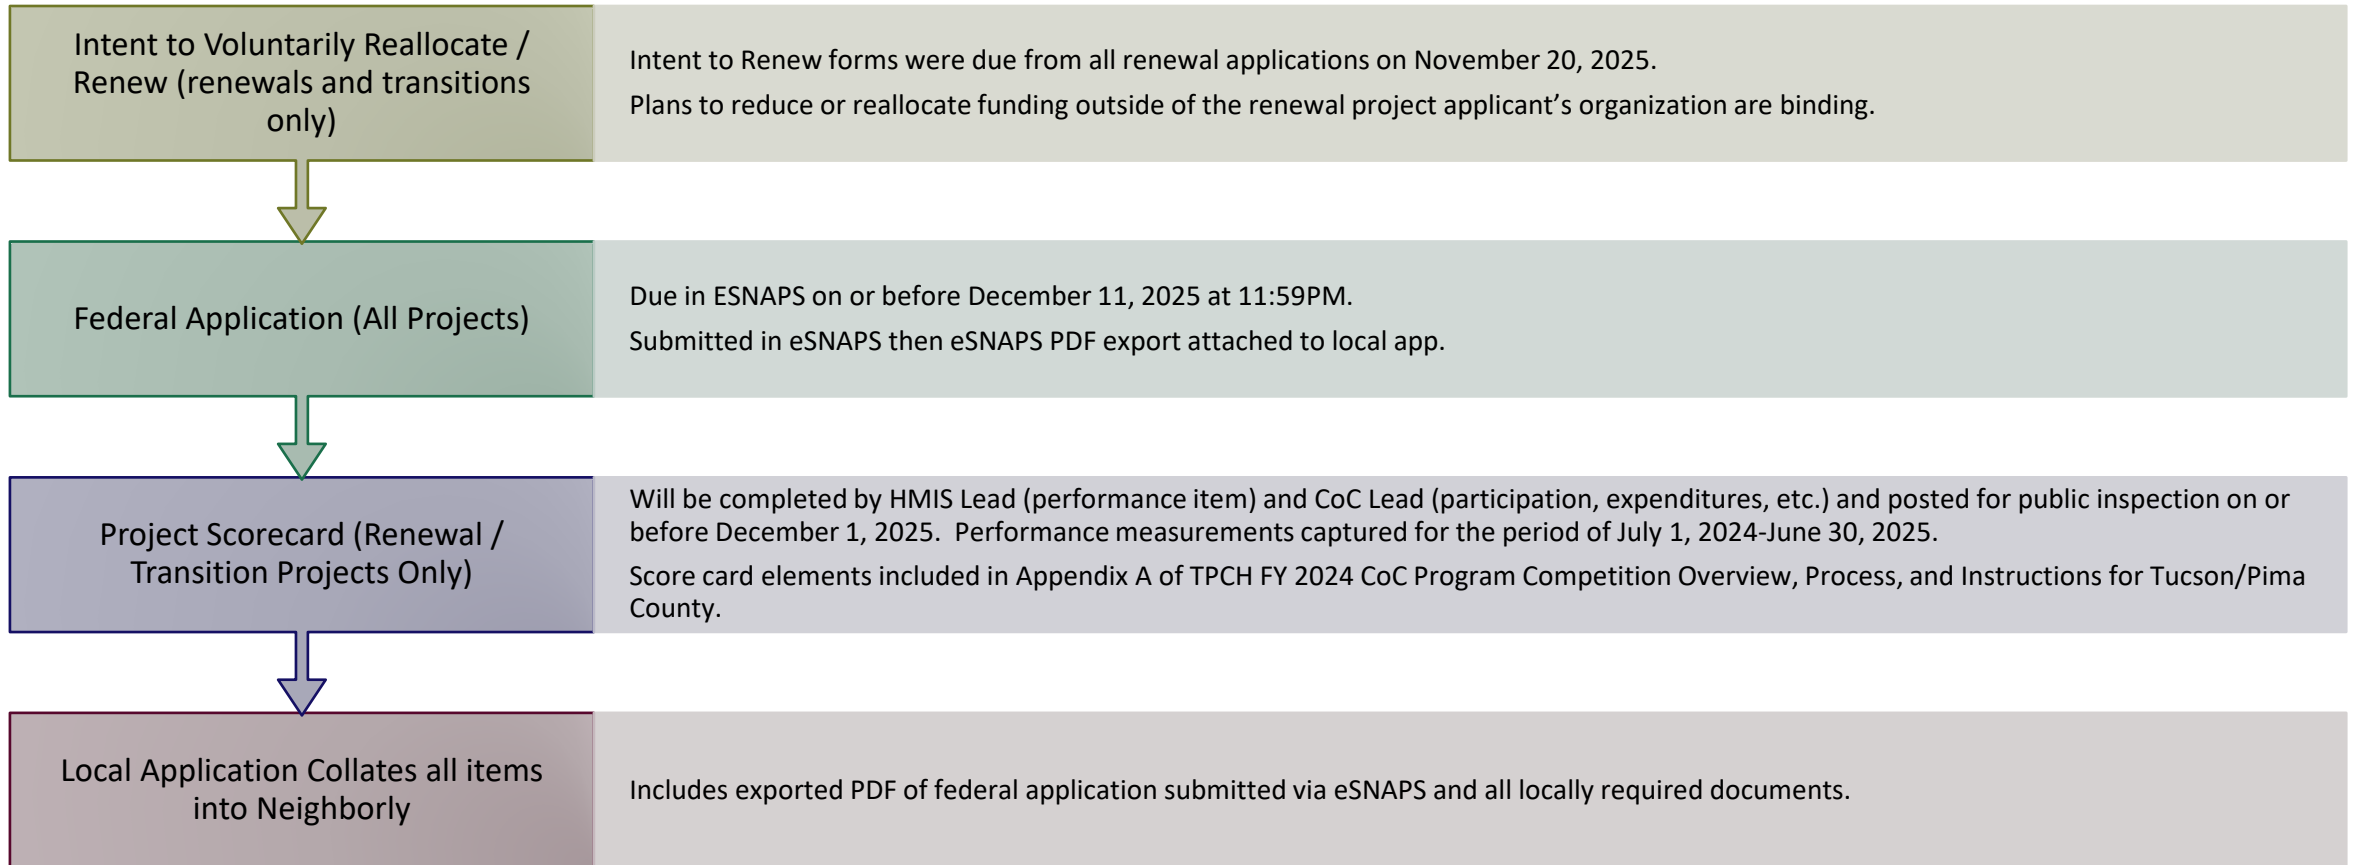 Intent to Voluntarily Reallocate /
Renew (renewals and transitions
only)
Intent to Renew forms were due from all renewal applications on November 20, 2025.
Plans to reduce or reallocate funding outside of the renewal project applicant’s organization are binding.
Federal Application (All Projects)
Due in ESNAPS on or before December 11, 2025 at 11:59PM.
Submitted in eSNAPS then eSNAPS PDF export attached to local app.
Project Scorecard (Renewal /
Transition Projects Only)
Will be completed by HMIS Lead (performance item) and CoC Lead (participation, expenditures, etc.) and posted for public inspection on or
before December 1, 2025.  Performance measurements captured for the period of July 1, 2024-June 30, 2025.
Score card elements included in Appendix A of TPCH FY 2024 CoC Program Competition Overview, Process, and Instructions for Tucson/Pima
County.
Local Application Collates all items
into Neighborly
Includes exported PDF of federal application submitted via eSNAPS and all locally required documents.